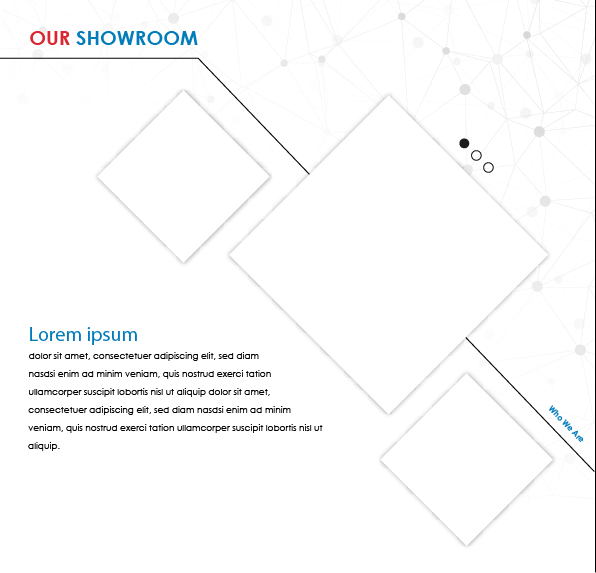 OUR SHOWROOM
Lorem ipsum
dolor sit amet, consectetuer adipiscing elit, sed diam
nasdsi enim ad minim veniam, quis nostrud exerci tation
ullamcorper suscipit lobortis nisl ut aliquip dolor sit amet,
consectetuer adipiscing elit, sed diam nasdsi enim ad minim
veniam, quis nostrud exerci tation ullamcorper suscipit lobortis nisl ut
aliquip.
Who We Are